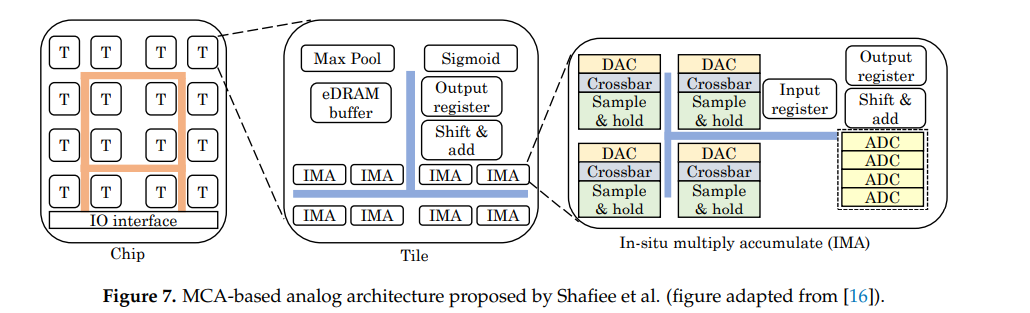 T T T T
T T T T
T T T T
T T T T
IO interface
Chip
Max Pool
Sigmoid
eDRAM
buffer
Output
register
Shift &
add
IMA IMA IMA IMA
IMA IMA IMA IMA
Tile
DAC
Crossbar
Sample
& hold
DAC
Crossbar
Sample
& hold
Input
register
Output
register
Shift &
add
DAC
Crossbar
Sample
& hold
DAC
Crossbar
Sample
& hold
ADC
ADC
ADC
ADC
In-situ multiply accumulate (IMA)
Figure 7. MCA-based analog architecture proposed by Shafiee et al. (figure adapted from [16]).